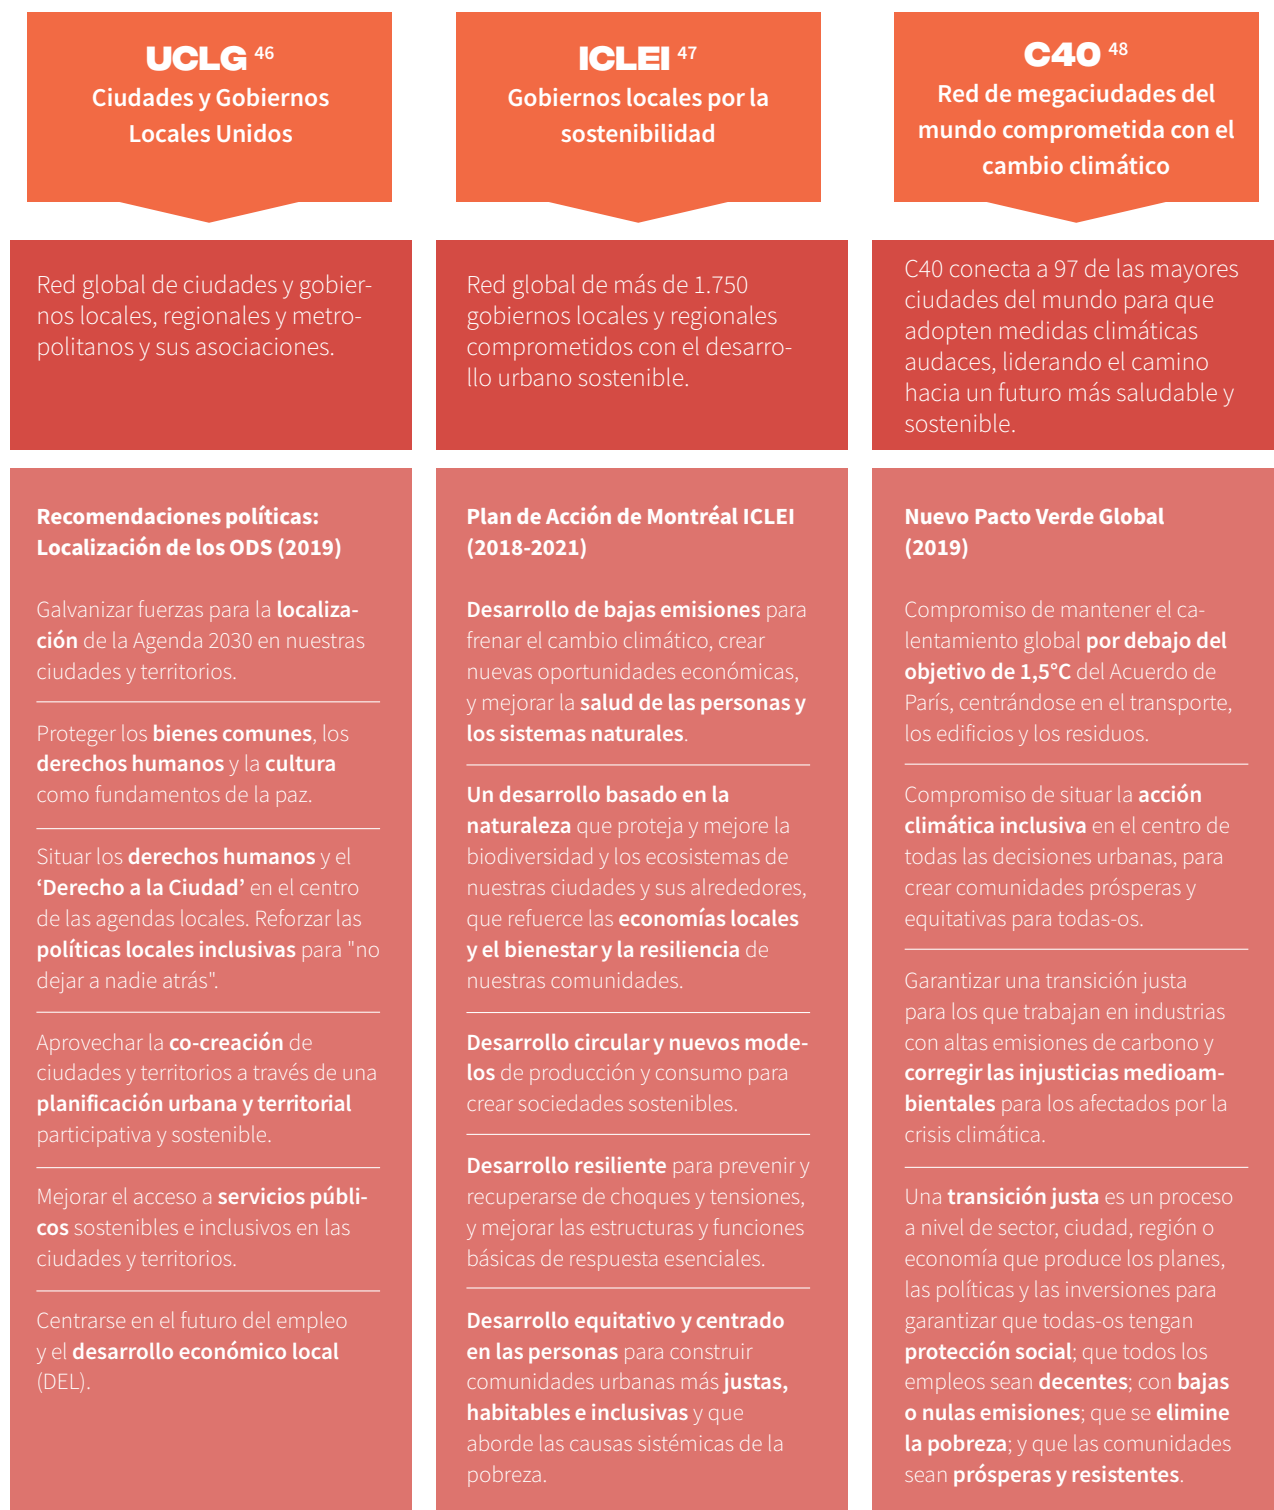 UCLG 46
Ciudades y Gobiernos
Locales Unidos
Red global de ciudades y gobier-
nos locales, regionales y metro-
politanos y sus asociaciones.
Recomendaciones políticas:
Localización de los ODS (2019)
Galvanizar fuerzas para la localiza-
ción de la Agenda 2030 en nuestras
ciudades y territorios.
Proteger los bienes comunes, los
derechos humanos y la cultura
como fundamentos de la paz.
Situar los derechos humanos y el
‘Derecho a la Ciudad’ en el centro
de las agendas locales. Reforzar las
políticas locales inclusivas para "no
dejar a nadie atrás".
Aprovechar la co-creación de
ciudades y territorios a través de una
planificación urbana y territorial
participativa y sostenible.
Mejorar el acceso a servicios públi-
cos sostenibles e inclusivos en las
ciudades y territorios.
Centrarse en el futuro del empleo
y el desarrollo económico local
(DEL).
ICLEI 47
Gobiernos locales por la
sostenibilidad
Red global de más de 1.750
gobiernos locales y regionales
comprometidos con el desarro-
llo urbano sostenible.
Plan de Acción de Montréal ICLEI
(2018-2021)
Desarrollo de bajas emisiones para
frenar el cambio climático, crear
nuevas oportunidades económicas,
y mejorar la salud de las personas y
los sistemas naturales.
Un desarrollo basado en la
naturaleza que proteja y mejore la
biodiversidad y los ecosistemas de
nuestras ciudades y sus alrededores,
que refuerce las economías locales
y el bienestar y la resiliencia de
nuestras comunidades.
Desarrollo circular y nuevos mode-
los de producción y consumo para
crear sociedades sostenibles.
Desarrollo resiliente para prevenir y
recuperarse de choques y tensiones,
y mejorar las estructuras y funciones
básicas de respuesta esenciales.
Desarrollo equitativo y centrado
en las personas para construir
comunidades urbanas más justas,
habitables e inclusivas y que
aborde las causas sistémicas de la
pobreza.
C40 48
Red de megaciudades del
mundo comprometida con el
cambio climático
C40 conecta a 97 de las mayores
ciudades del mundo para que
adopten medidas climáticas
audaces, liderando el camino
hacia un futuro más saludable y
sostenible.
Nuevo Pacto Verde Global
(2019)
Compromiso de mantener el ca-
lentamiento global por debajo del
objetivo de 1,5°C del Acuerdo de
París, centrándose en el transporte,
los edificios y los residuos.
Compromiso de situar la acción
climática inclusiva en el centro de
todas las decisiones urbanas, para
crear comunidades prósperas y
equitativas para todas-os.
Garantizar una transición justa
para los que trabajan en industrias
con altas emisiones de carbono y
corregir las injusticias medioam-
bientales para los afectados por la
crisis climática.
Una transición justa es un proceso
a nivel de sector, ciudad, región o
economía que produce los planes,
las políticas y las inversiones para
garantizar que todas-os tengan
protección social; que todos los
empleos sean decentes; con bajas
o nulas emisiones; que se elimine
la pobreza; y que las comunidades
sean prósperas y resistentes.